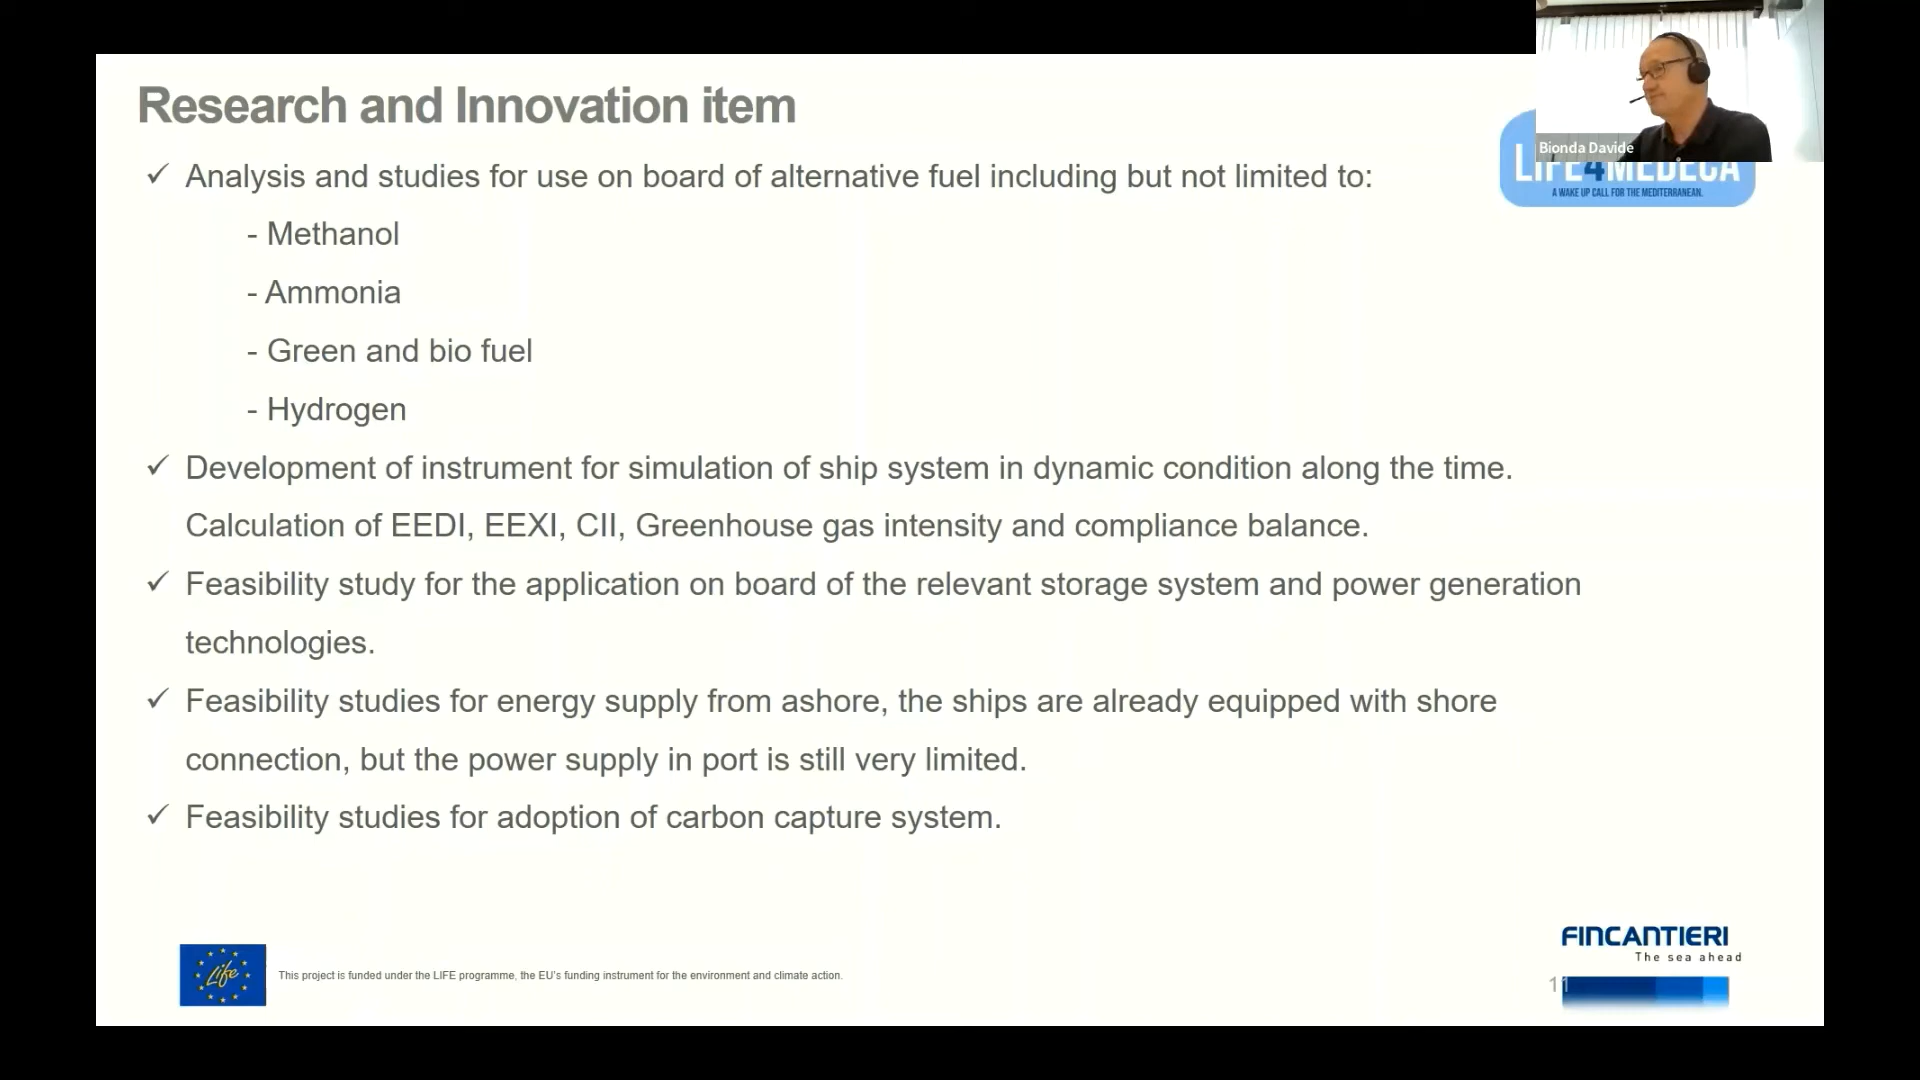 Research and Innovation item
Bionda Davide
LIFE4MEDECA
A WAKE UP CALL FOR THE MEDITERRANEAN.
✓ Analysis and studies for use on board of alternative fuel including but not limited to:
- Methanol
- Ammonia
- Green and bio fuel
- Hydrogen
✓ Development of instrument for simulation of ship system in dynamic condition along the time.
Calculation of EEDI, EEXI, CII, Greenhouse gas intensity and compliance balance.
✓ Feasibility study for the application on board of the relevant storage system and power generation
technologies.
✓ Feasibility studies for energy supply from ashore, the ships are already equipped with shore
connection, but the power supply in port is still very limited.
✓ Feasibility studies for adoption of carbon capture system.
Life
This project is funded under the LIFE programme, the EU's funding instrument for the environment and climate action.
FINCANTIERI
The sea ahead
11